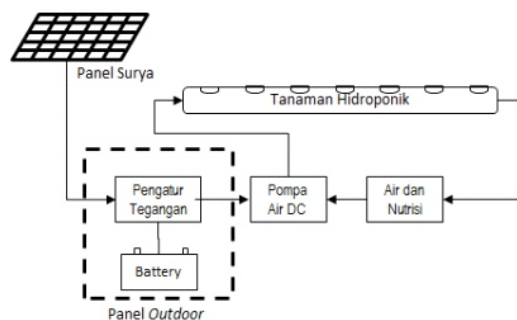 Panel Surya
Tanaman Hidroponik
Pengatur
Tegangan
Pompa
Air DC
Air dan
Nutrisi
Battery
Panel Outdoor